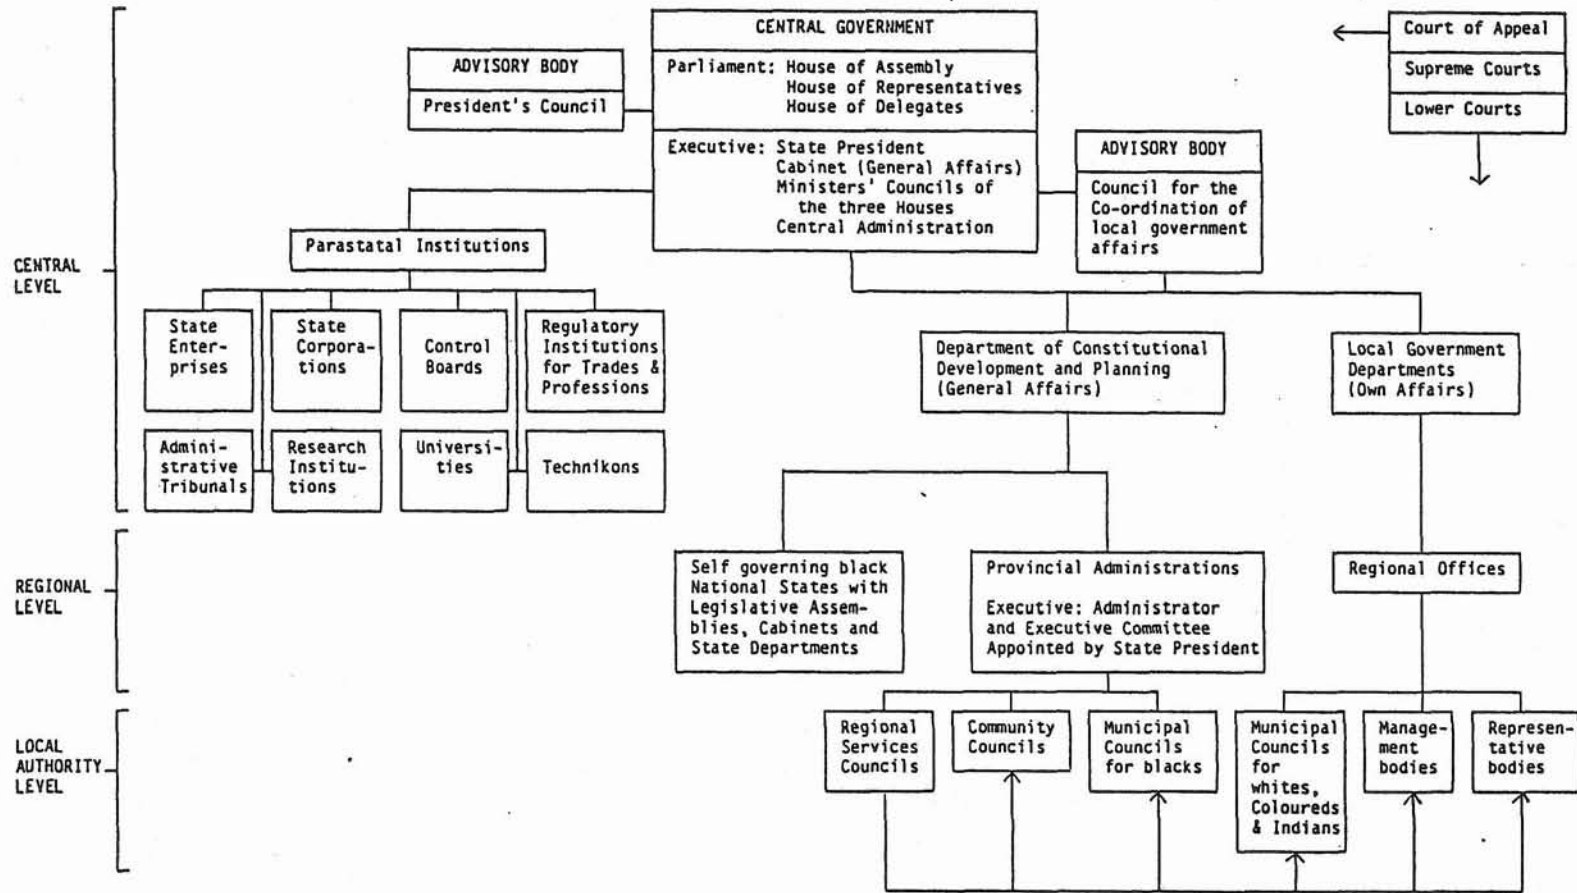 CENTRAL GOVERNMENT
Parliament: House of Assembly
House of Representatives
House of Delegates
Executive: State President
Cabinet (General Affairs)
Ministers' Councils of
the three Houses
Central Administration
ADVISORY BODY
President's Council
ADVISORY BODY
Council for the
Co-ordination of
local government
affairs
Court of Appeal
Supreme Courts
Lower Courts
CENTRAL
LEVEL
Parastatal Institutions
State
Enter-
prises
State
Corpora-
tions
Control
Boards
Regulatory
Institutions
for Trades &
Professions
Admini-
strative
Tribunals
Research
Institu-
tions
Universi-
ties
Technikons
Department of Constitutional
Development and Planning
(General Affairs)
Local Government
Departments
(Own Affairs)
REGIONAL
LEVEL
Self governing black
National States with
Legislative Assem-
blies, Cabinets and
State Departments
Provincial Administrations
Executive: Administrator
and Executive Committee
Appointed by State President
Regional Offices
LOCAL
AUTHORITY
LEVEL
Regional
Services
Councils
Community
Councils
Municipal
Councils
for blacks
Municipal
Councils
for
whites,
Coloureds
& Indians
Manage-
ment
bodies
Represen-
tative
bodies